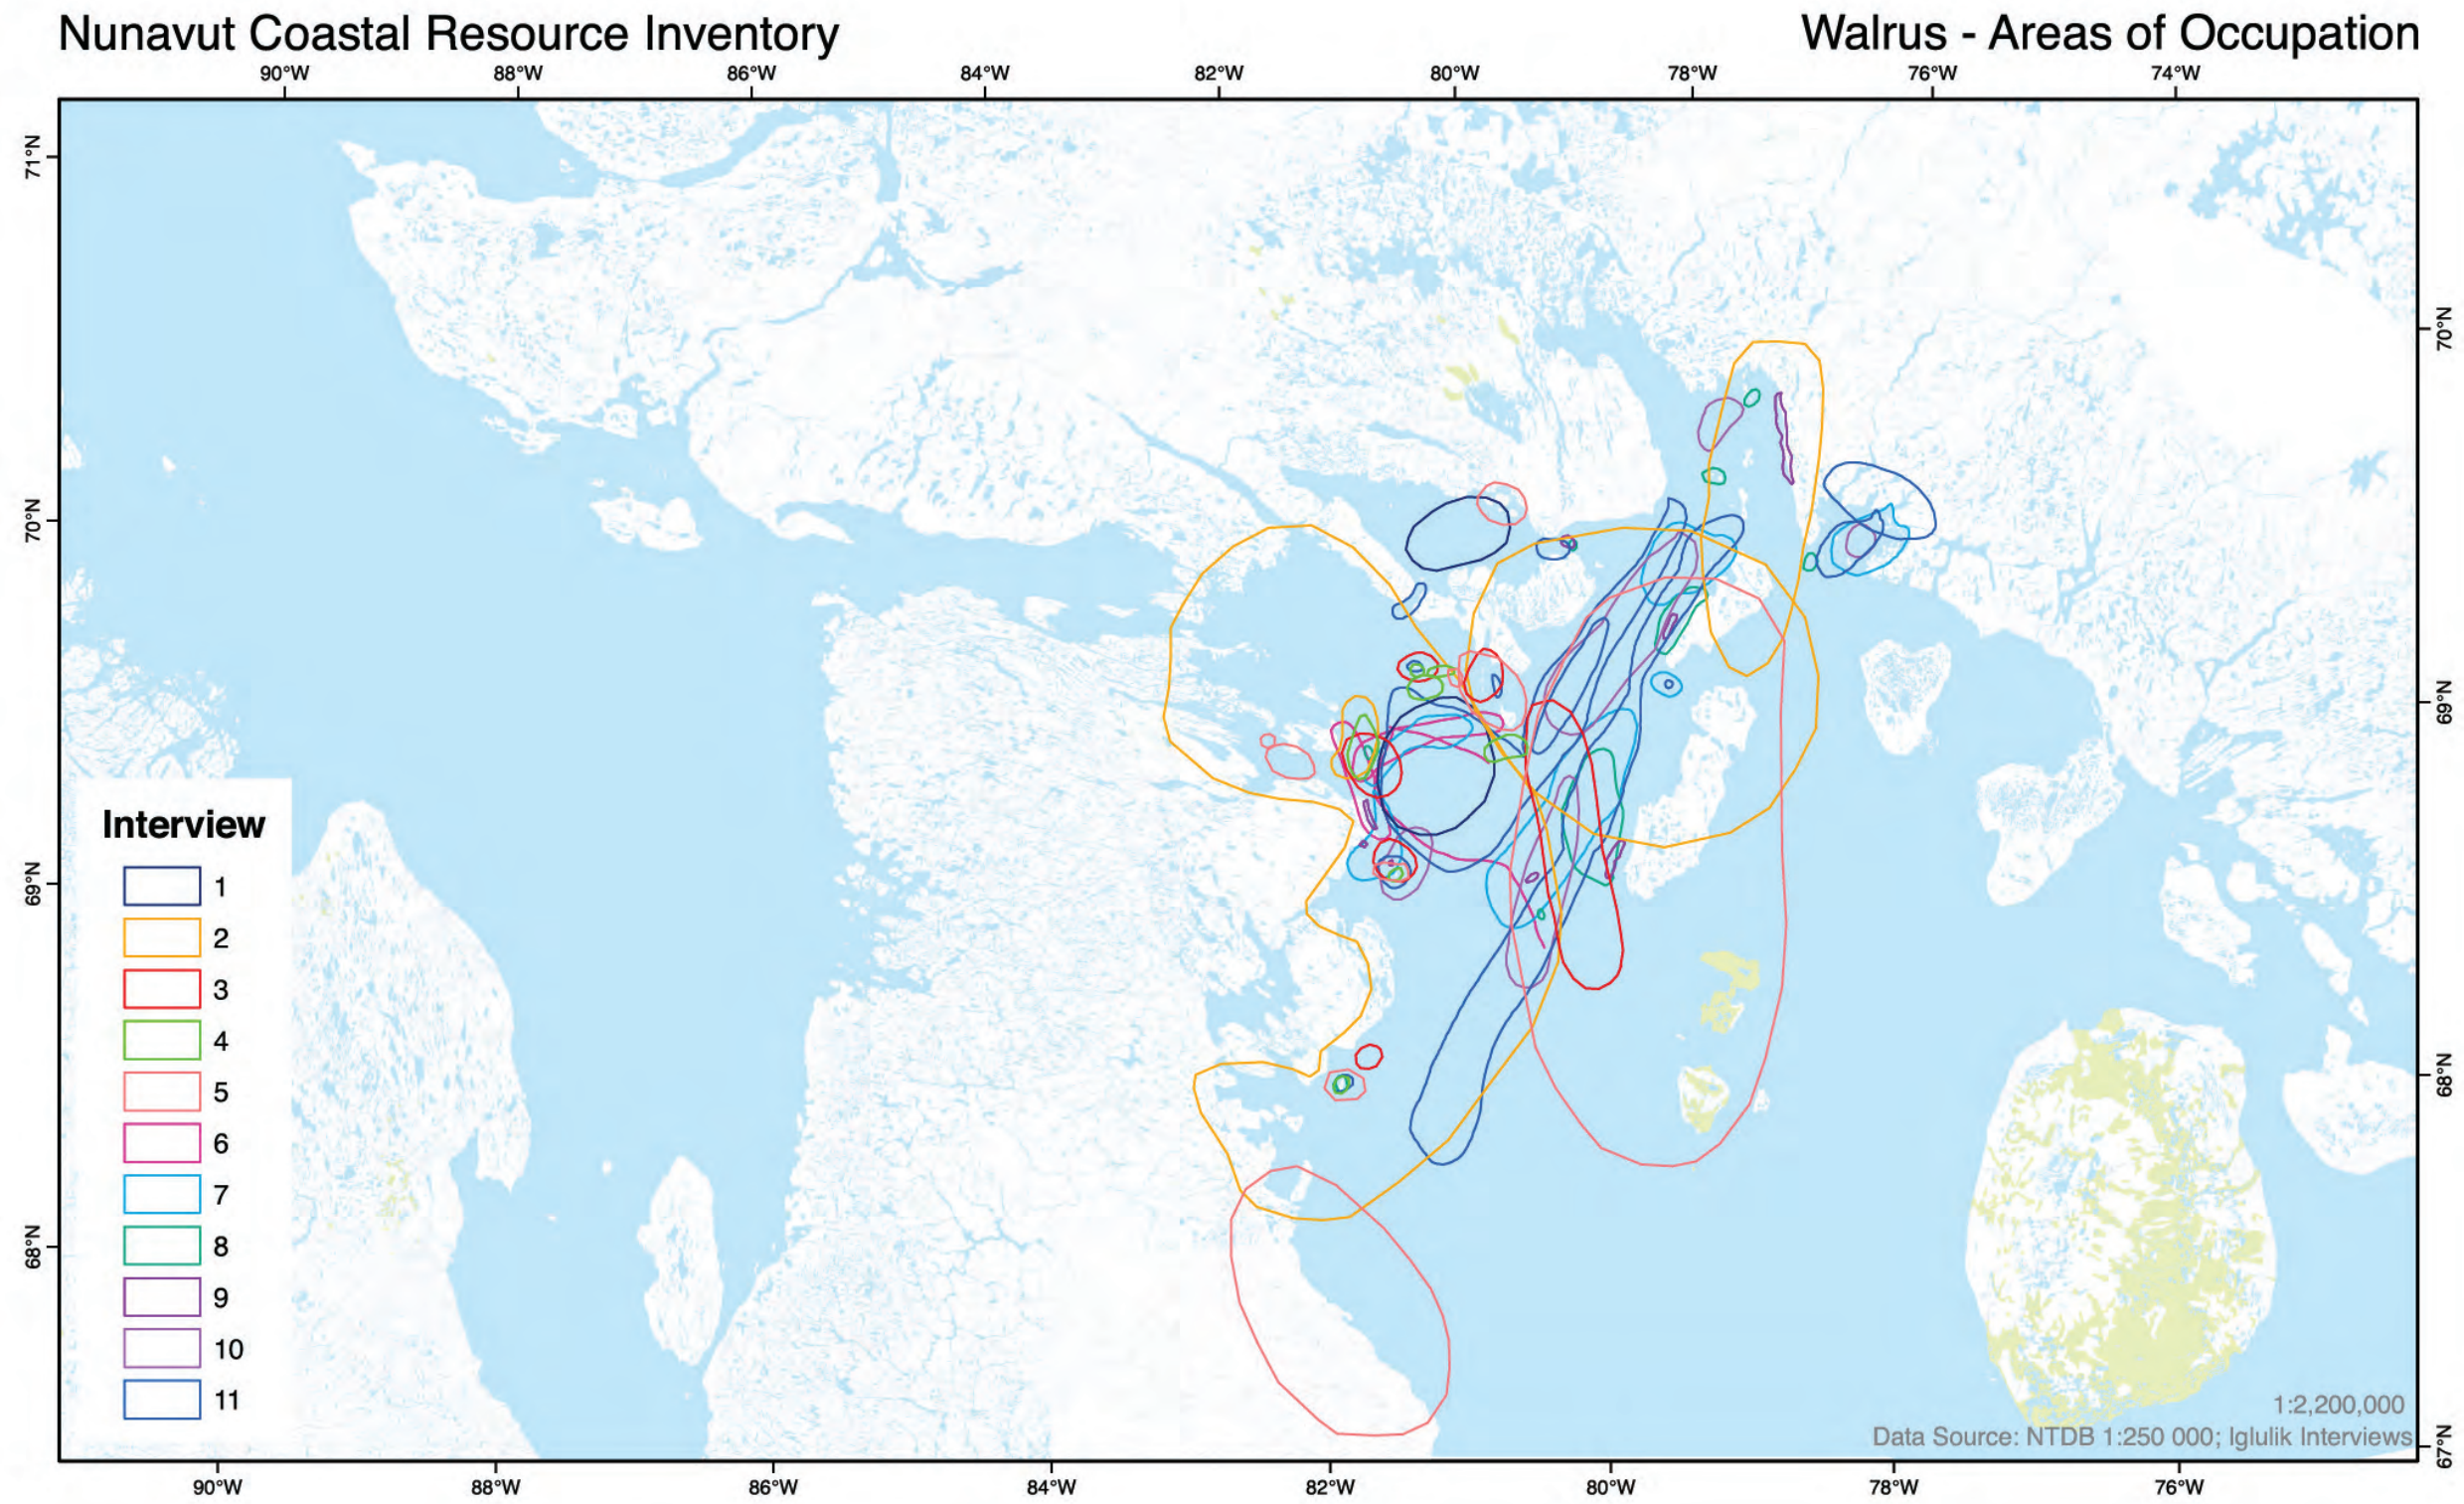 Nunavut Coastal Resource Inventory
Walrus - Areas of Occupation
90°W 88°W 86°W 84°W 82°W 80°W 78°W 76°W 74°W
71°N
70°N
70°N
69°N
69°N
68°N
68°N
67°N
Interview
1
2
3
4
5
6
7
8
9
10
11
1:2,200,000
Data Source: NTDB 1:250 000; Iglulik Interviews
90°W 88°W 86°W 84°W 82°W 80°W 78°W 76°W